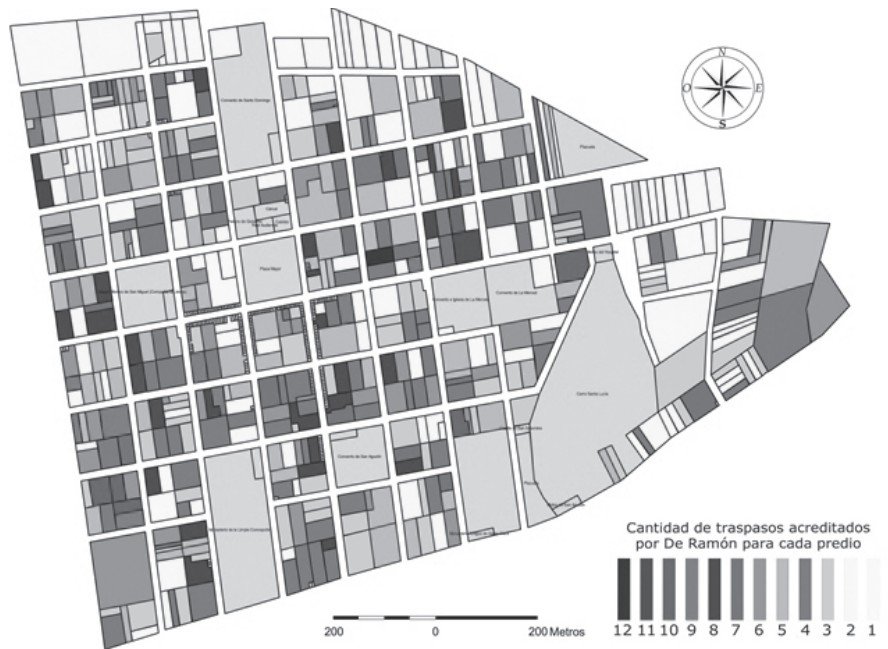 Convento de Santo Domingo
Placuela
N
O
E
S
Cárcel
Plaza Mayor
Convento e Iglesia de La Merced
Convento de La Merced
Cerro Santa Lucía
Convento de San Agustín
Placuela
Cantidad de traspasos acreditados
por De Ramón para cada predio
12 11 10 9 8 7 6 5 4 3 2 1
200 0 200 Metros